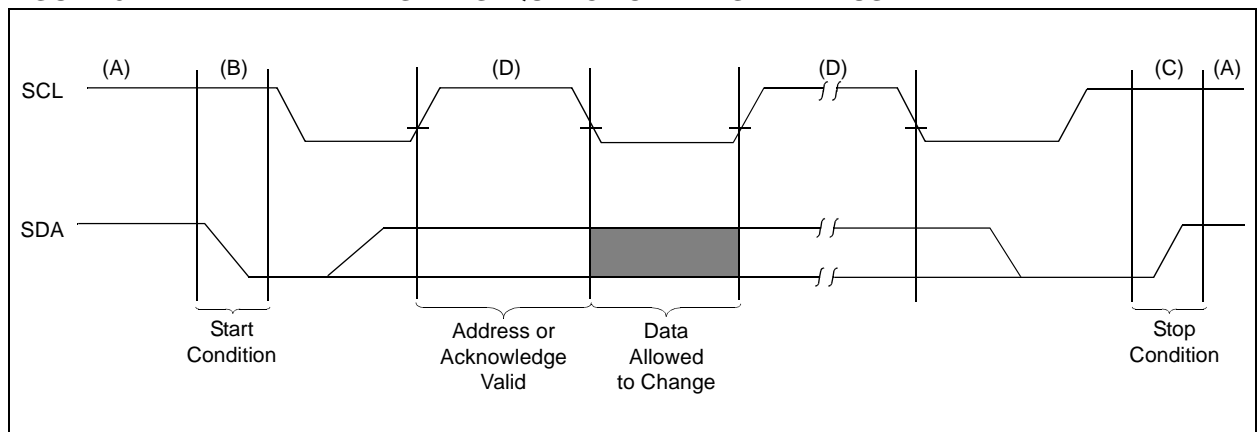 (A) (B) (D) (D) (C) (A)
SCL
SDA
Start
Condition
Address or
Acknowledge
Valid
Data
Allowed
to Change
Stop
Condition